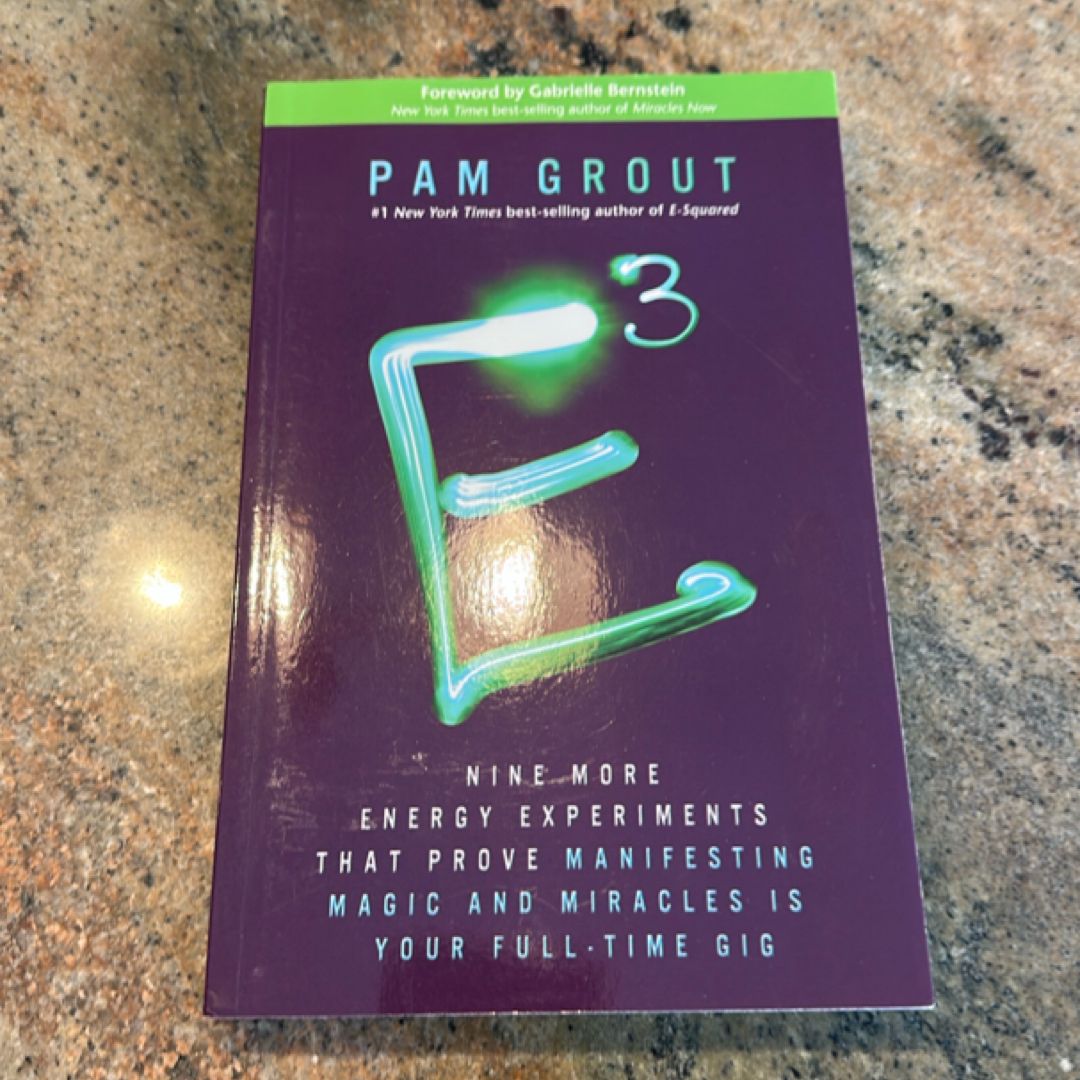 Foreword by Gabrielle Bernstein
New York Times best-selling author of Miracles Now
PAM GROUT
#1 New York Times best-selling author of E-Squared
E³
NINE MORE
ENERGY EXPERIMENTS
THAT PROVE MANIFESTING
MAGIC AND MIRACLES IS
YOUR FULL-TIME GIG